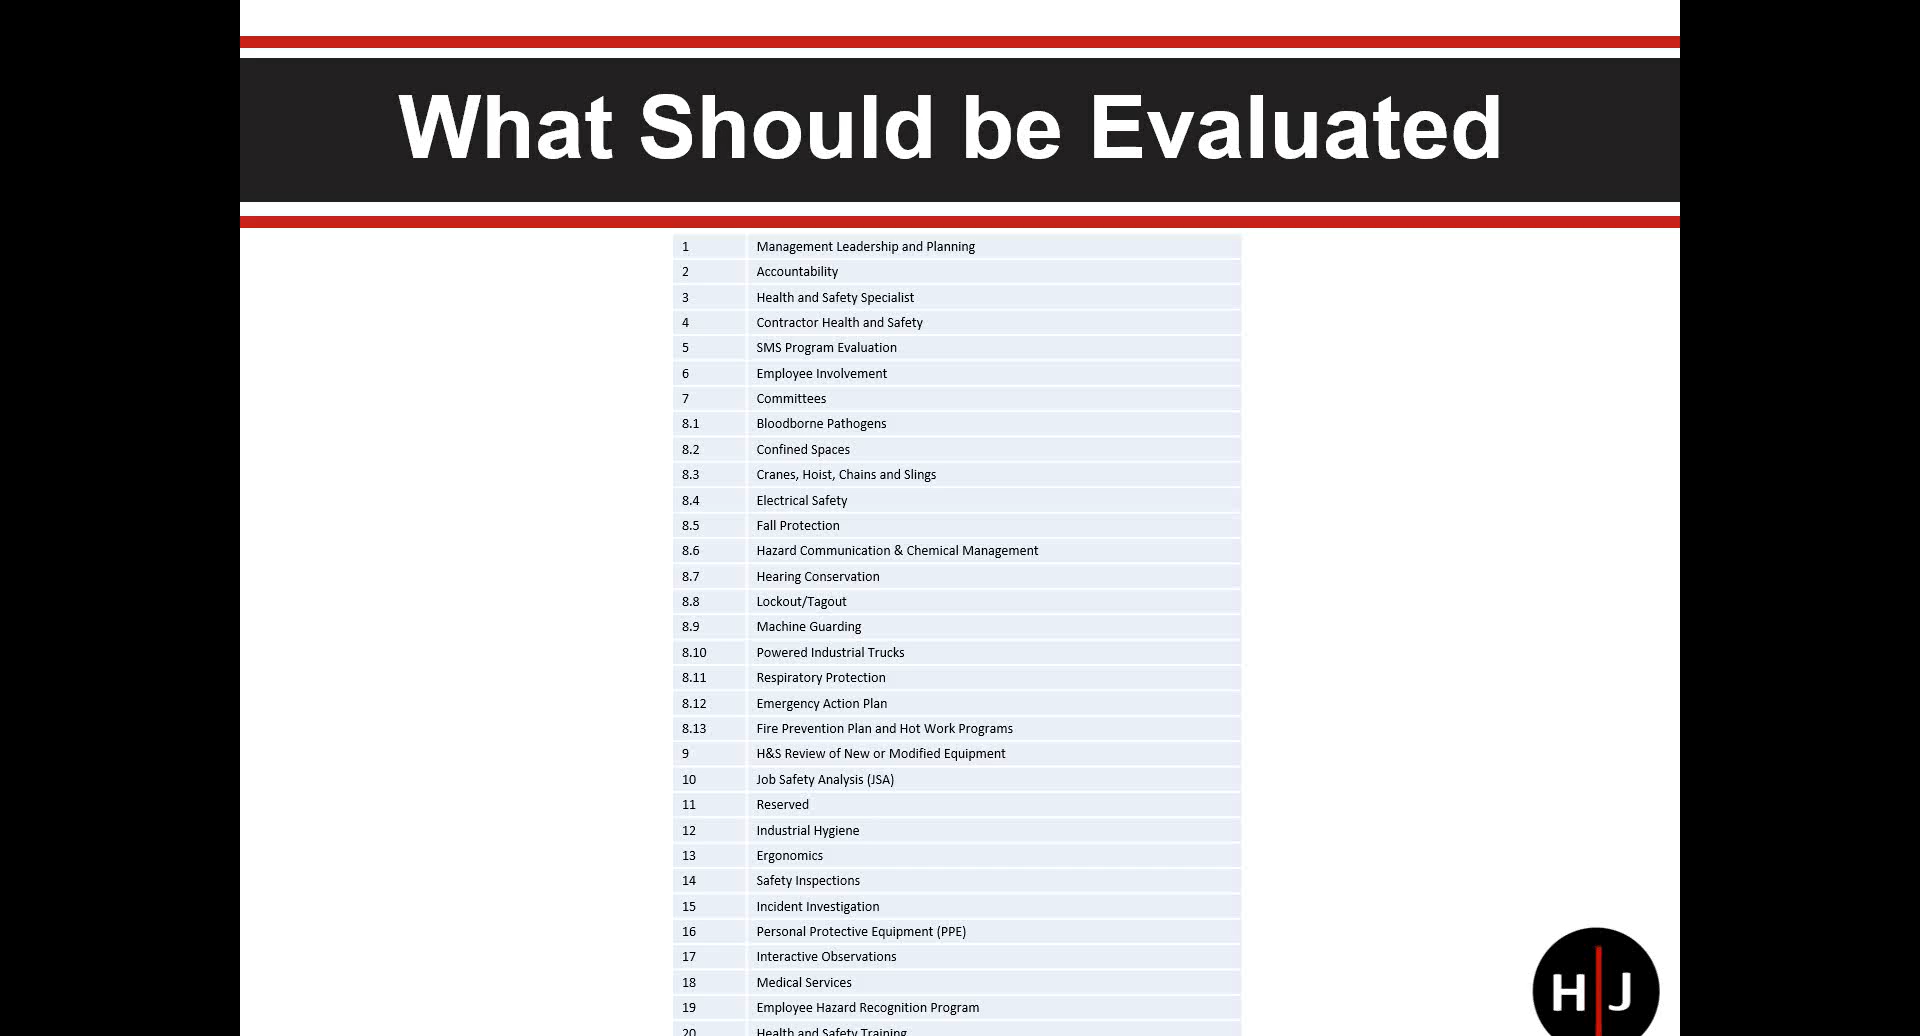 What Should be Evaluated
1 Management Leadership and Planning
2 Accountability
3 Health and Safety Specialist
4 Contractor Health and Safety
5 SMS Program Evaluation
6 Employee Involvement
7 Committees
8.1 Bloodborne Pathogens
8.2 Confined Spaces
8.3 Cranes, Hoist, Chains and Slings
8.4 Electrical Safety
8.5 Fall Protection
8.6 Hazard Communication & Chemical Management
8.7 Hearing Conservation
8.8 Lockout/Tagout
8.9 Machine Guarding
8.10 Powered Industrial Trucks
8.11 Respiratory Protection
8.12 Emergency Action Plan
8.13 Fire Prevention Plan and Hot Work Programs
9 H&S Review of New or Modified Equipment
10 Job Safety Analysis (JSA)
11 Reserved
12 Industrial Hygiene
13 Ergonomics
14 Safety Inspections
15 Incident Investigation
16 Personal Protective Equipment (PPE)
17 Interactive Observations
18 Medical Services
19 Employee Hazard Recognition Program
20 Health and Safety Training
H J